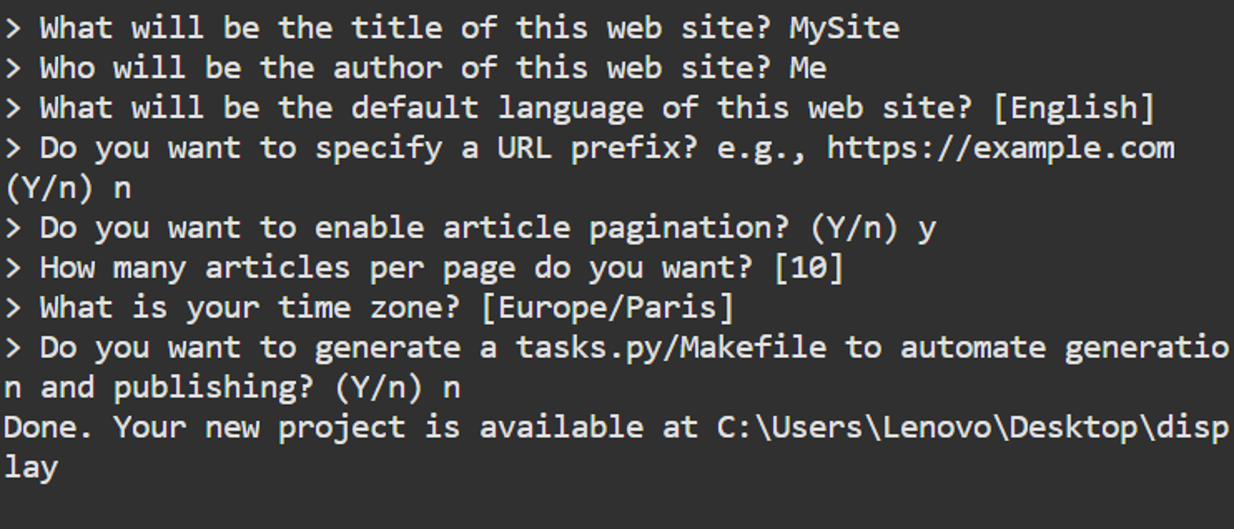 > What will be the title of this web site? MySite
> Who will be the author of this web site? Me
> What will be the default language of this web site? [English]
> Do you want to specify a URL prefix? e.g., https://example.com
(Y/n) n
> Do you want to enable article pagination? (Y/n) y
> How many articles per page do you want? [10]
> What is your time zone? [Europe/Paris]
> Do you want to generate a tasks.py/Makefile to automate generatio
n and publishing? (Y/n) n
Done. Your new project is available at C:\Users\Lenovo\Desktop\disp
lay